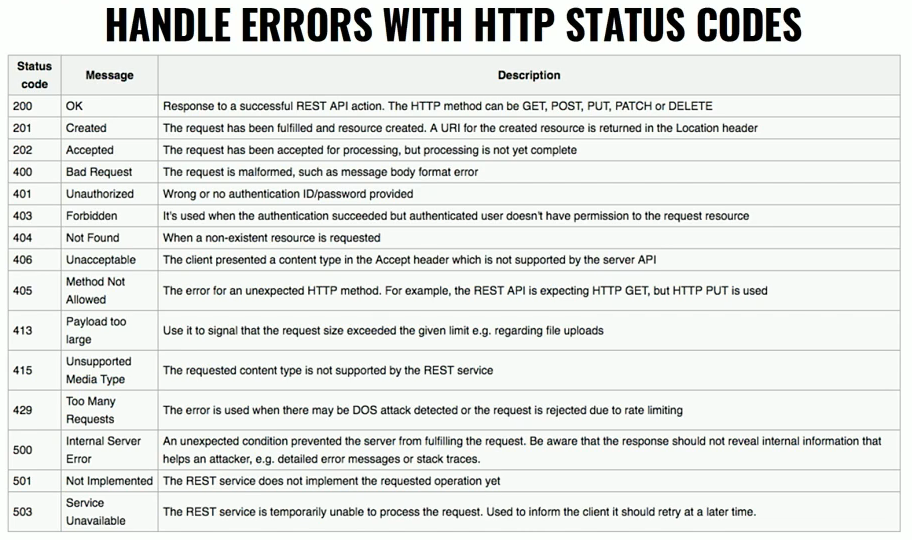 HANDLE ERRORS WITH HTTP STATUS CODES
Status code Message Description
200 OK Response to a successful REST API action. The HTTP method can be GET, POST, PUT, PATCH or DELETE
201 Created The request has been fulfilled and resource created. A URI for the created resource is returned in the Location header
202 Accepted The request has been accepted for processing, but processing is not yet complete
400 Bad Request The request is malformed, such as message body format error
401 Unauthorized Wrong or no authentication ID/password provided
403 Forbidden It's used when the authentication succeeded but authenticated user doesn't have permission to the request resource
404 Not Found When a non-existent resource is requested
406 Unacceptable The client presented a content type in the Accept header which is not supported by the server API
405 Method Not Allowed The error for an unexpected HTTP method. For example, the REST API is expecting HTTP GET, but HTTP PUT is used
413 Payload too large Use it to signal that the request size exceeded the given limit e.g. regarding file uploads
415 Unsupported Media Type The requested content type is not supported by the REST service
429 Too Many Requests The error is used when there may be DOS attack detected or the request is rejected due to rate limiting
500 Internal Server Error An unexpected condition prevented the server from fulfilling the request. Be aware that the response should not reveal internal information that
helps an attacker, e.g. detailed error messages or stack traces.
501 Not Implemented The REST service does not implement the requested operation yet
503 Service Unavailable The REST service is temporarily unable to process the request. Used to inform the client it should retry at a later time.